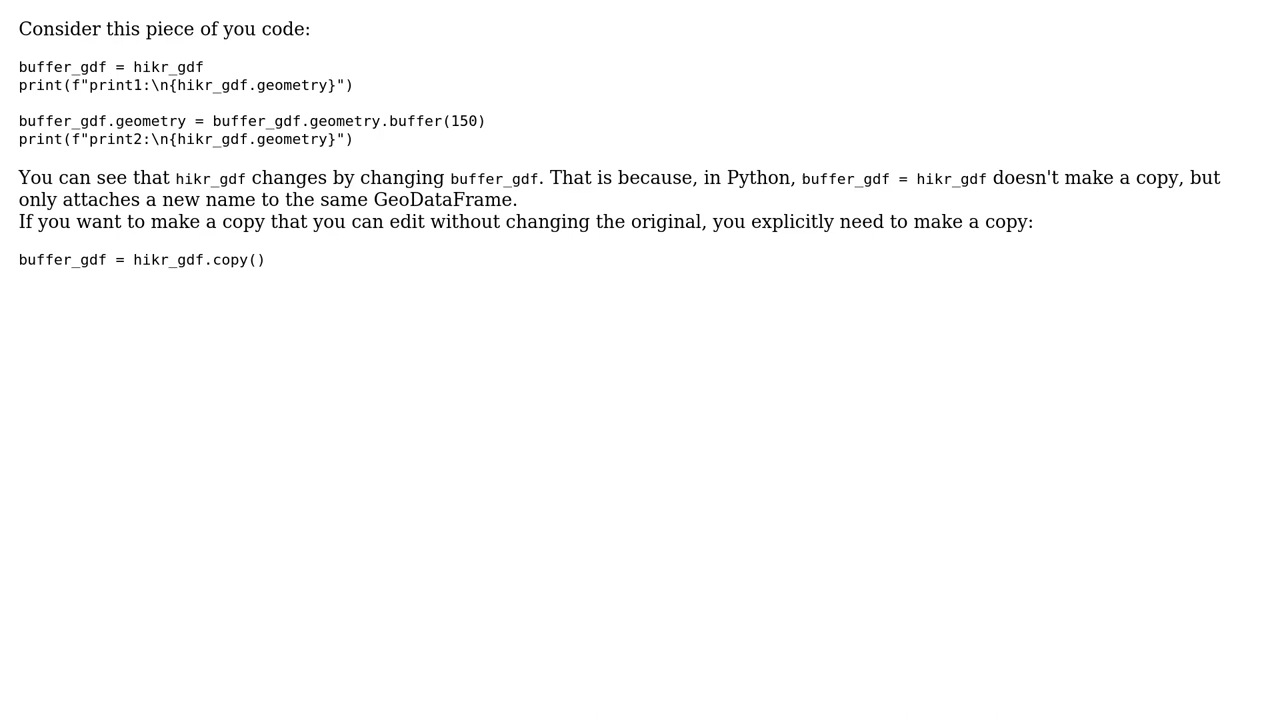 Consider this piece of you code:
buffer_gdf = hikr_gdf
print(f"print1:\n{hikr_gdf.geometry}")
buffer_gdf.geometry = buffer_gdf.geometry.buffer(150)
print(f"print2:\n{hikr_gdf.geometry}")
You can see that hikr_gdf changes by changing buffer_gdf. That is because, in Python, buffer_gdf = hikr_gdf doesn't make a copy, but
only attaches a new name to the same GeoDataFrame.
If you want to make a copy that you can edit without changing the original, you explicitly need to make a copy:
buffer_gdf = hikr_gdf.copy()